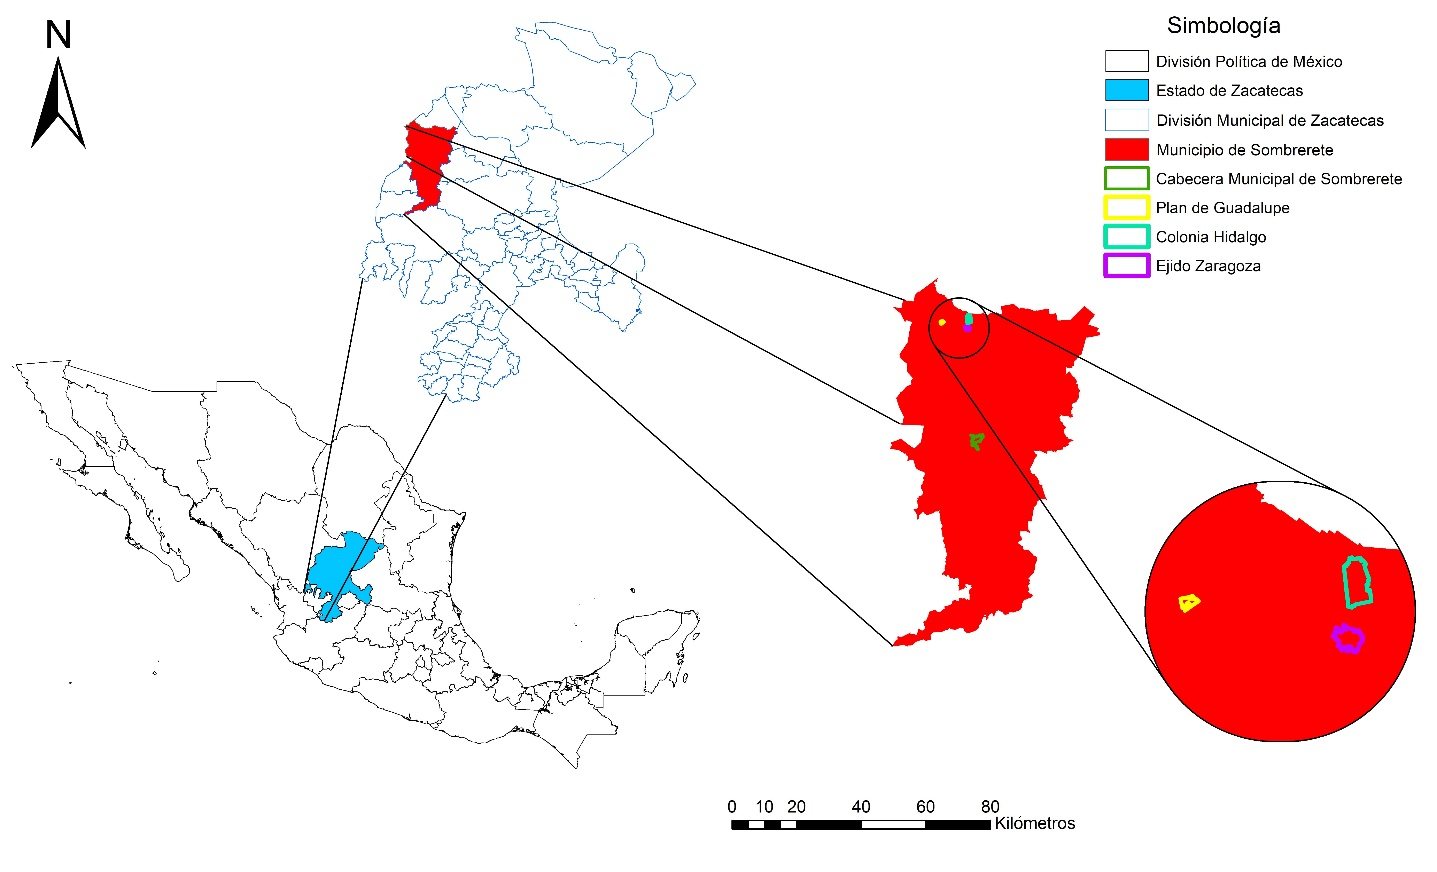 N
Simbología
División Política de México
Estado de Zacatecas
División Municipal de Zacatecas
Municipio de Sombrerete
Cabecera Municipal de Sombrerete
Plan de Guadalupe
Colonia Hidalgo
Ejido Zaragoza
0 10 20 40 60 80
Kilómetros